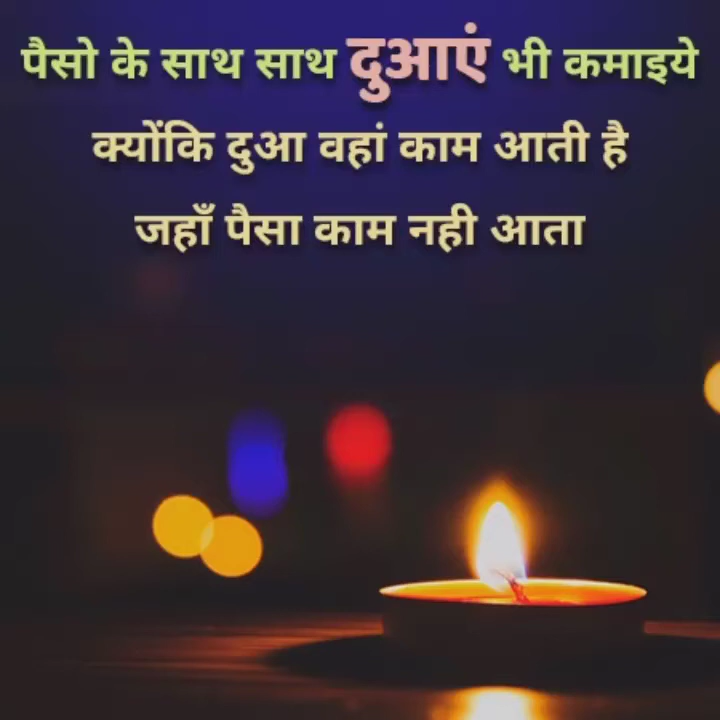 पैसो के साथ साथ दुआएं भी कमाइये
क्योंकि दुआ वहां काम आती है
जहाँ पैसा काम नही आता